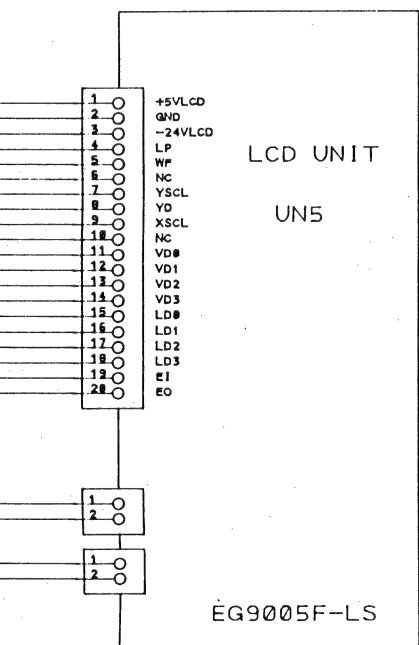 1 +5VLCD
2 GND
3 -24VLCD
4 LP
5 WF
6 NC
7 YSCL
8 YD
9 XSCL
10 NC
11 VD0
12 VD1
13 VD2
14 VD3
15 LD0
16 LD1
17 LD2
18 LD3
19 EI
20 EO
LCD UNIT
UN5
1
2
1
2
EG9005F-LS